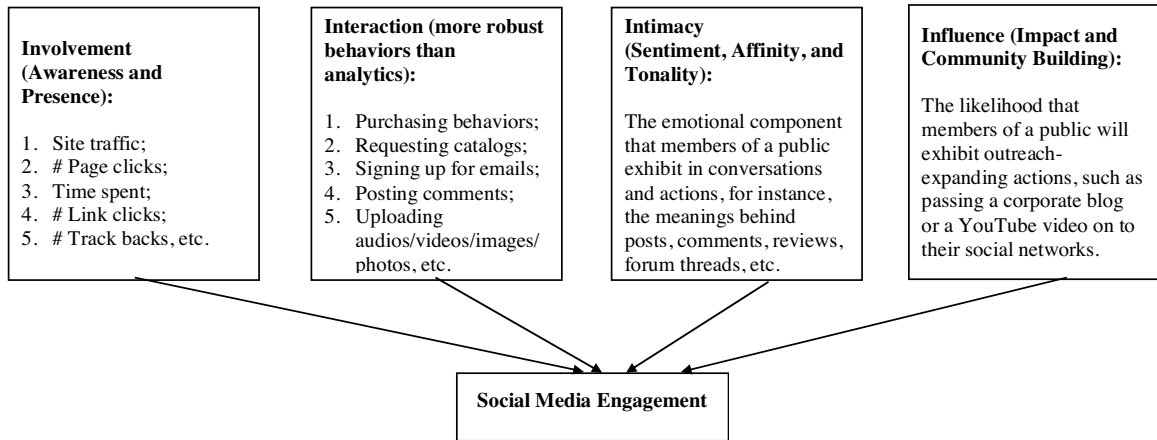 Involvement
(Awareness and
Presence):
1. Site traffic;
2. # Page clicks;
3. Time spent;
4. # Link clicks;
5. # Track backs, etc.
Interaction (more robust
behaviors than
analytics):
1. Purchasing behaviors;
2. Requesting catalogs;
3. Signing up for emails;
4. Posting comments;
5. Uploading
audios/videos/images/
photos, etc.
Intimacy
(Sentiment, Affinity, and
Tonality):
The emotional component
that members of a public
exhibit in conversations
and actions, for instance,
the meanings behind
posts, comments, reviews,
forum threads, etc.
Influence (Impact and
Community Building):
The likelihood that
members of a public will
exhibit outreach-
expanding actions, such as
passing a corporate blog
or a YouTube video on to
their social networks.
Social Media Engagement